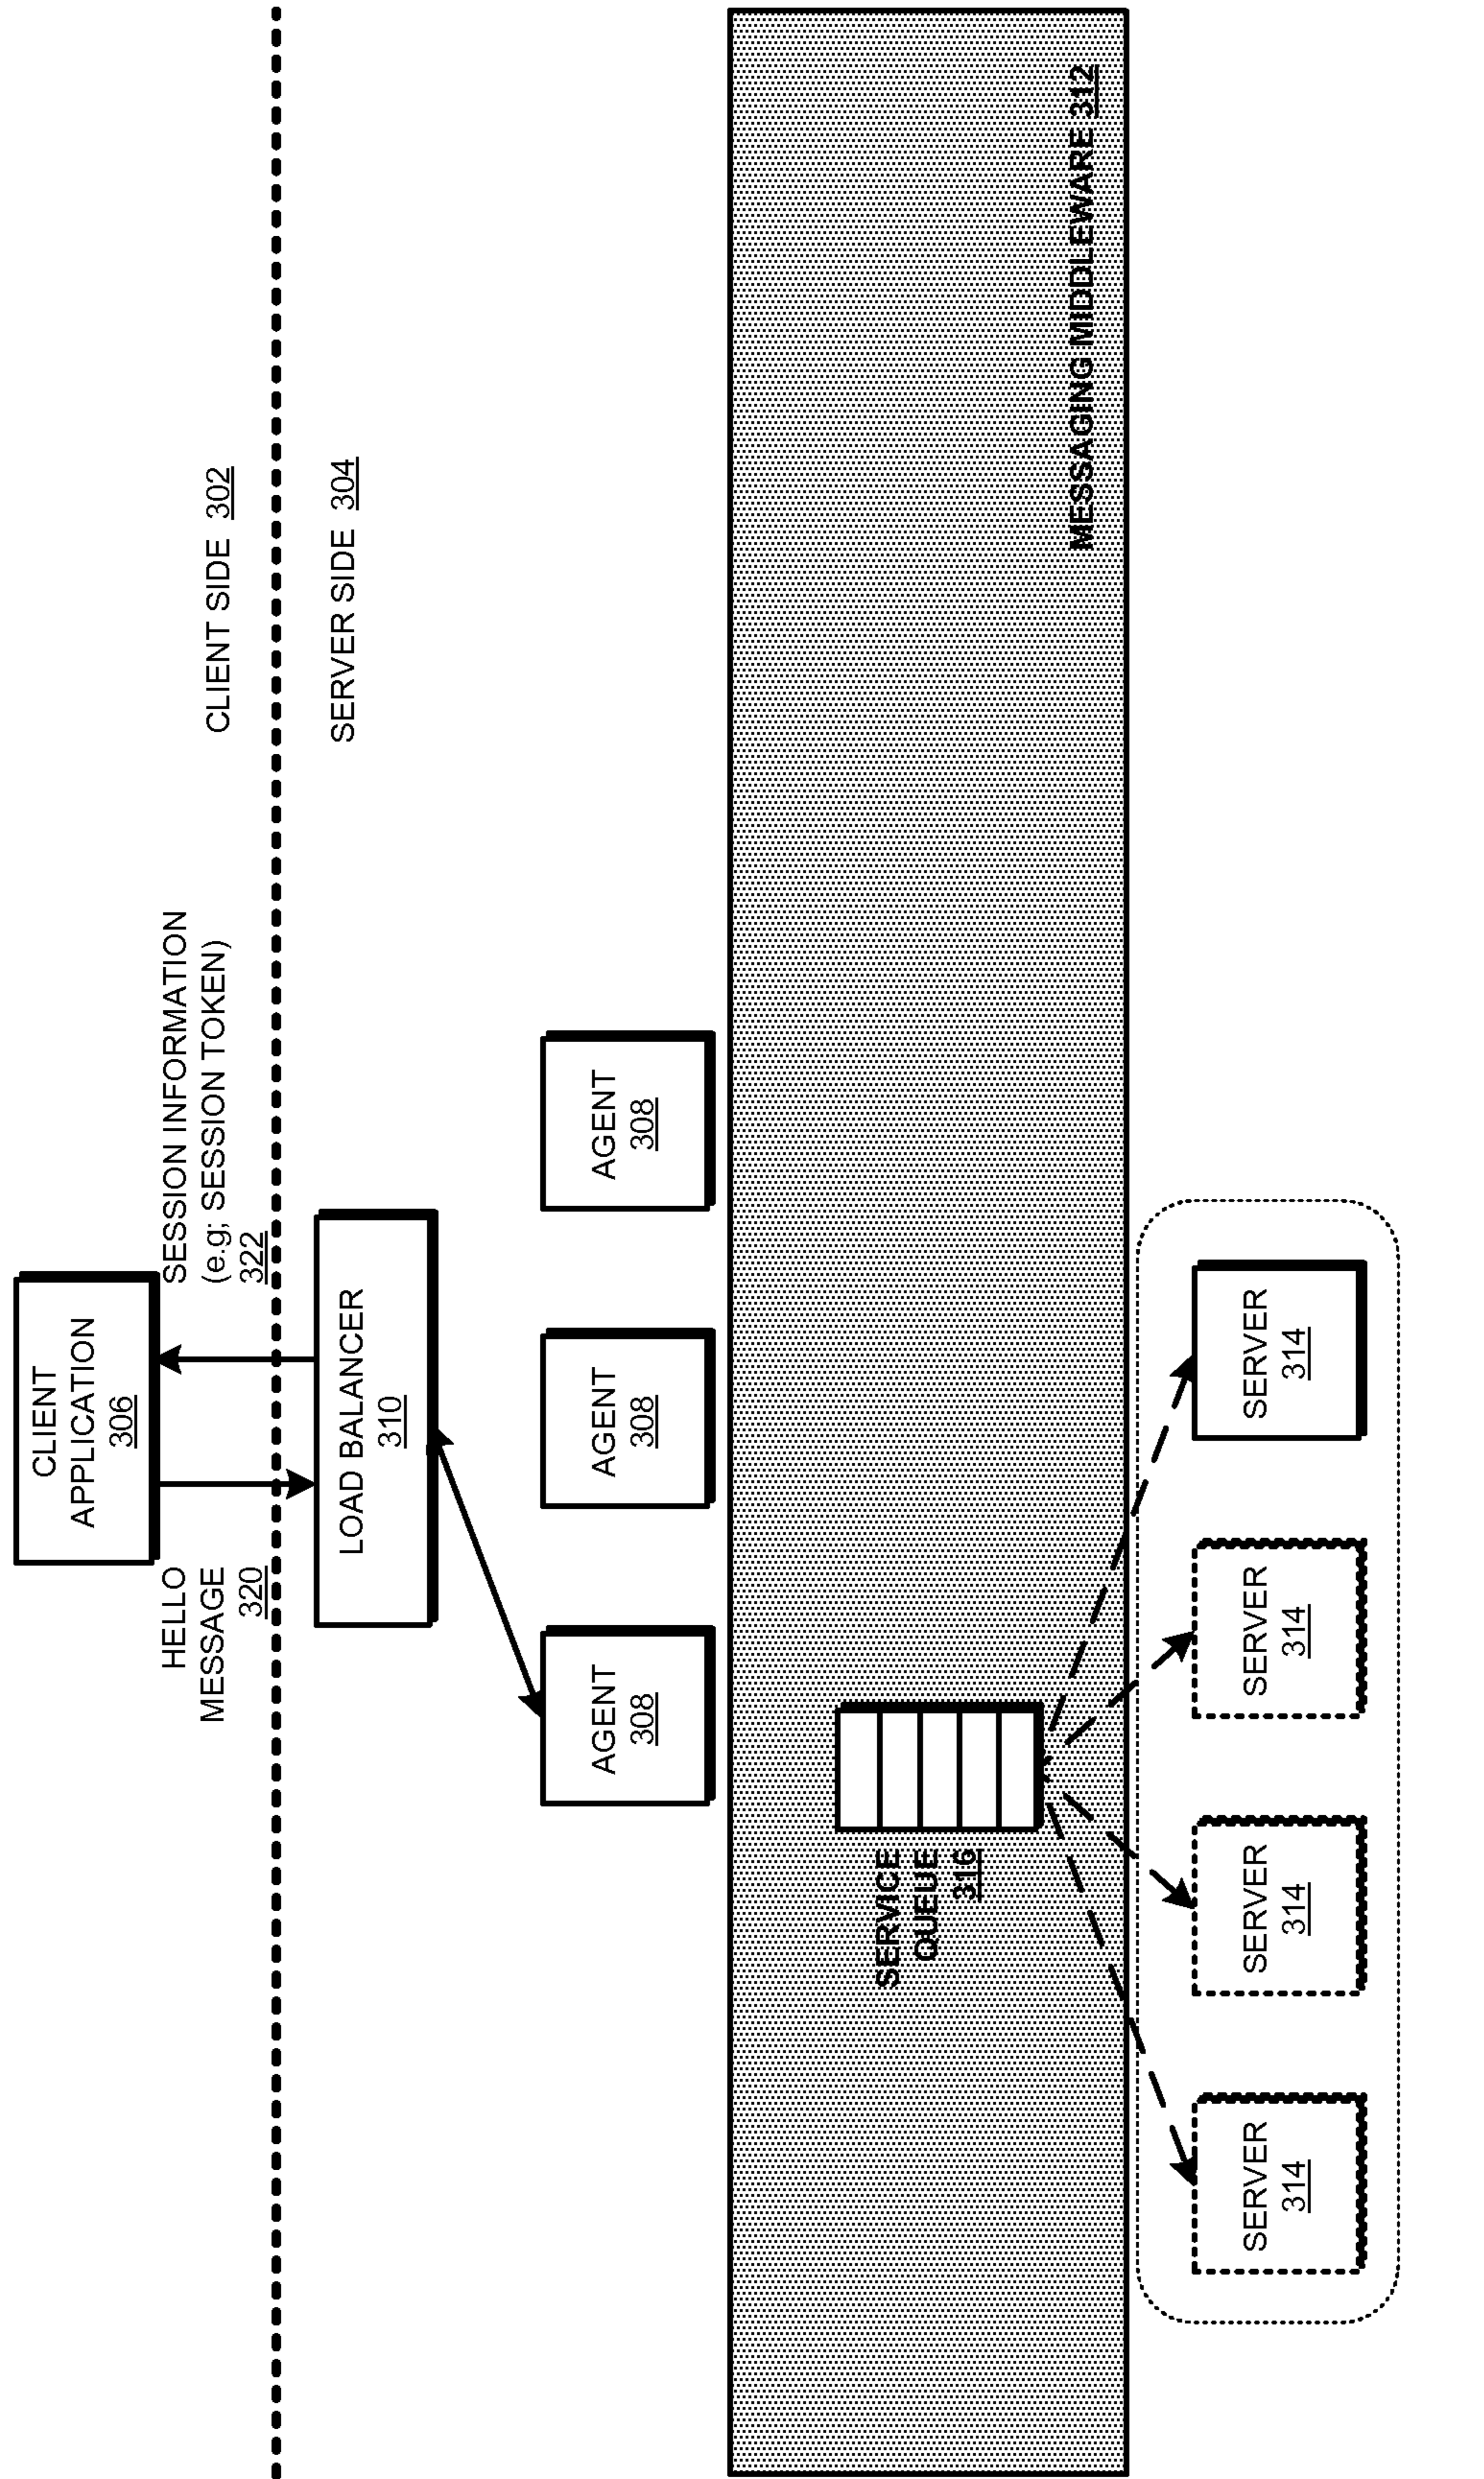 CLIENT
APPLICATION
306
HELLO
MESSAGE
320
SESSION INFORMATION
(e.g; SESSION TOKEN)
322
CLIENT SIDE 302
SERVER SIDE 304
LOAD BALANCER
310
AGENT
308
AGENT
308
AGENT
308
SERVICE
QUEUE
316
MESSAGING MIDDLEWARE 312
SERVER
314
SERVER
314
SERVER
314
SERVER
314